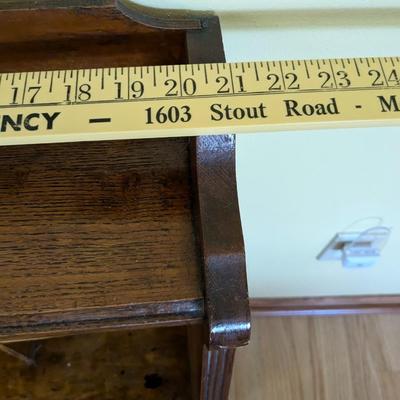 17 18 19 20 21 22 23 24
NCY – 1603 Stout Road - M